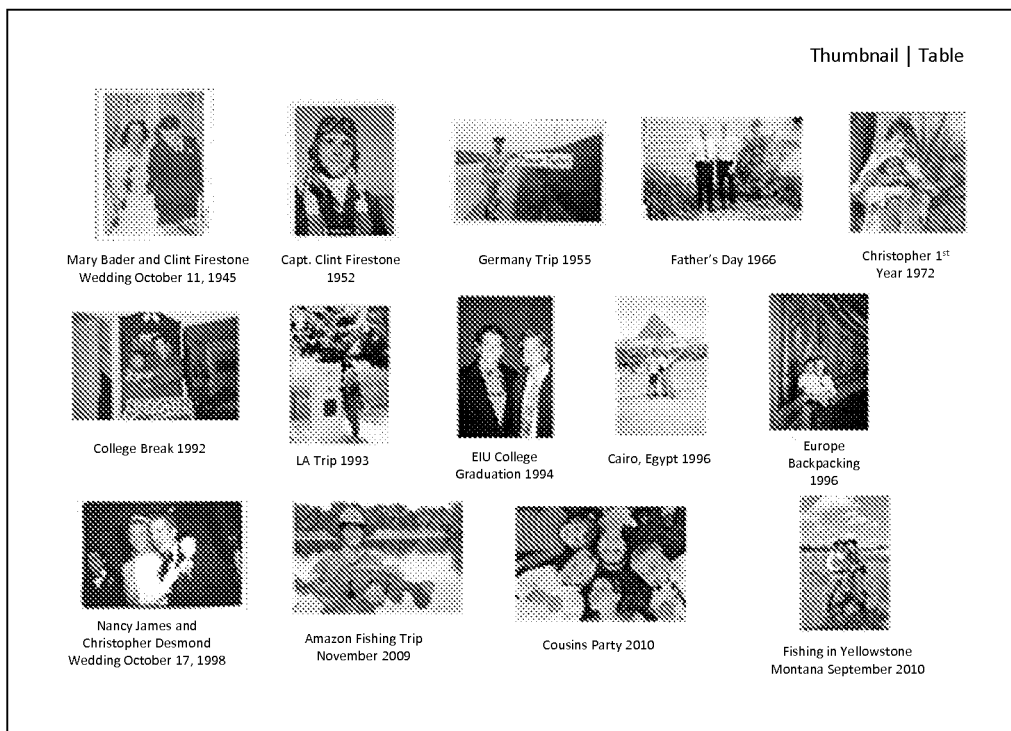 Thumbnail | Table
Mary Bader and Clint Firestone
Wedding October 11, 1945
Capt. Clint Firestone
1952
Germany Trip 1955
Father's Day 1966
Christopher 1st
Year 1972
College Break 1992
LA Trip 1993
EIU College
Graduation 1994
Cairo, Egypt 1996
Europe
Backpacking
1996
Nancy James and
Christopher Desmond
Wedding October 17, 1998
Amazon Fishing Trip
November 2009
Cousins Party 2010
Fishing in Yellowstone
Montana September 2010